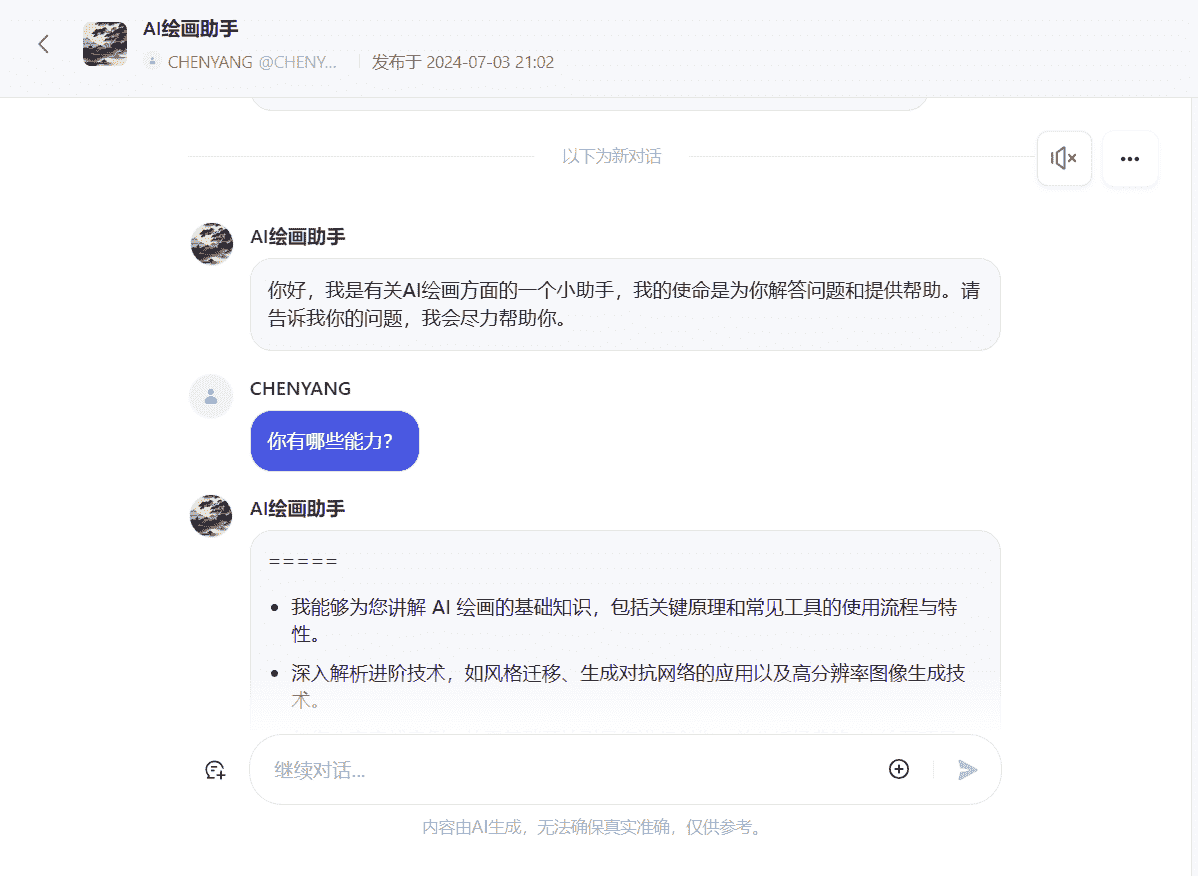 AI绘画助手
CHENYANG @CHENY... 发布于 2024-07-03 21:02
以下为新对话
AI绘画助手
你好，我是有关AI绘画方面的一个小助手，我的使命是为你解答问题和提供帮助。请
告诉我你的问题，我会尽力帮助你。
CHENYANG
你有哪些能力？
AI绘画助手
=====
• 我能够为您讲解 AI 绘画的基础知识，包括关键原理和常见工具的使用流程与特
性。
• 深入解析进阶技术，如风格迁移、生成对抗网络的应用以及高分辨率图像生成技
术。
继续对话...
内容由AI生成，无法确保真实准确，仅供参考。